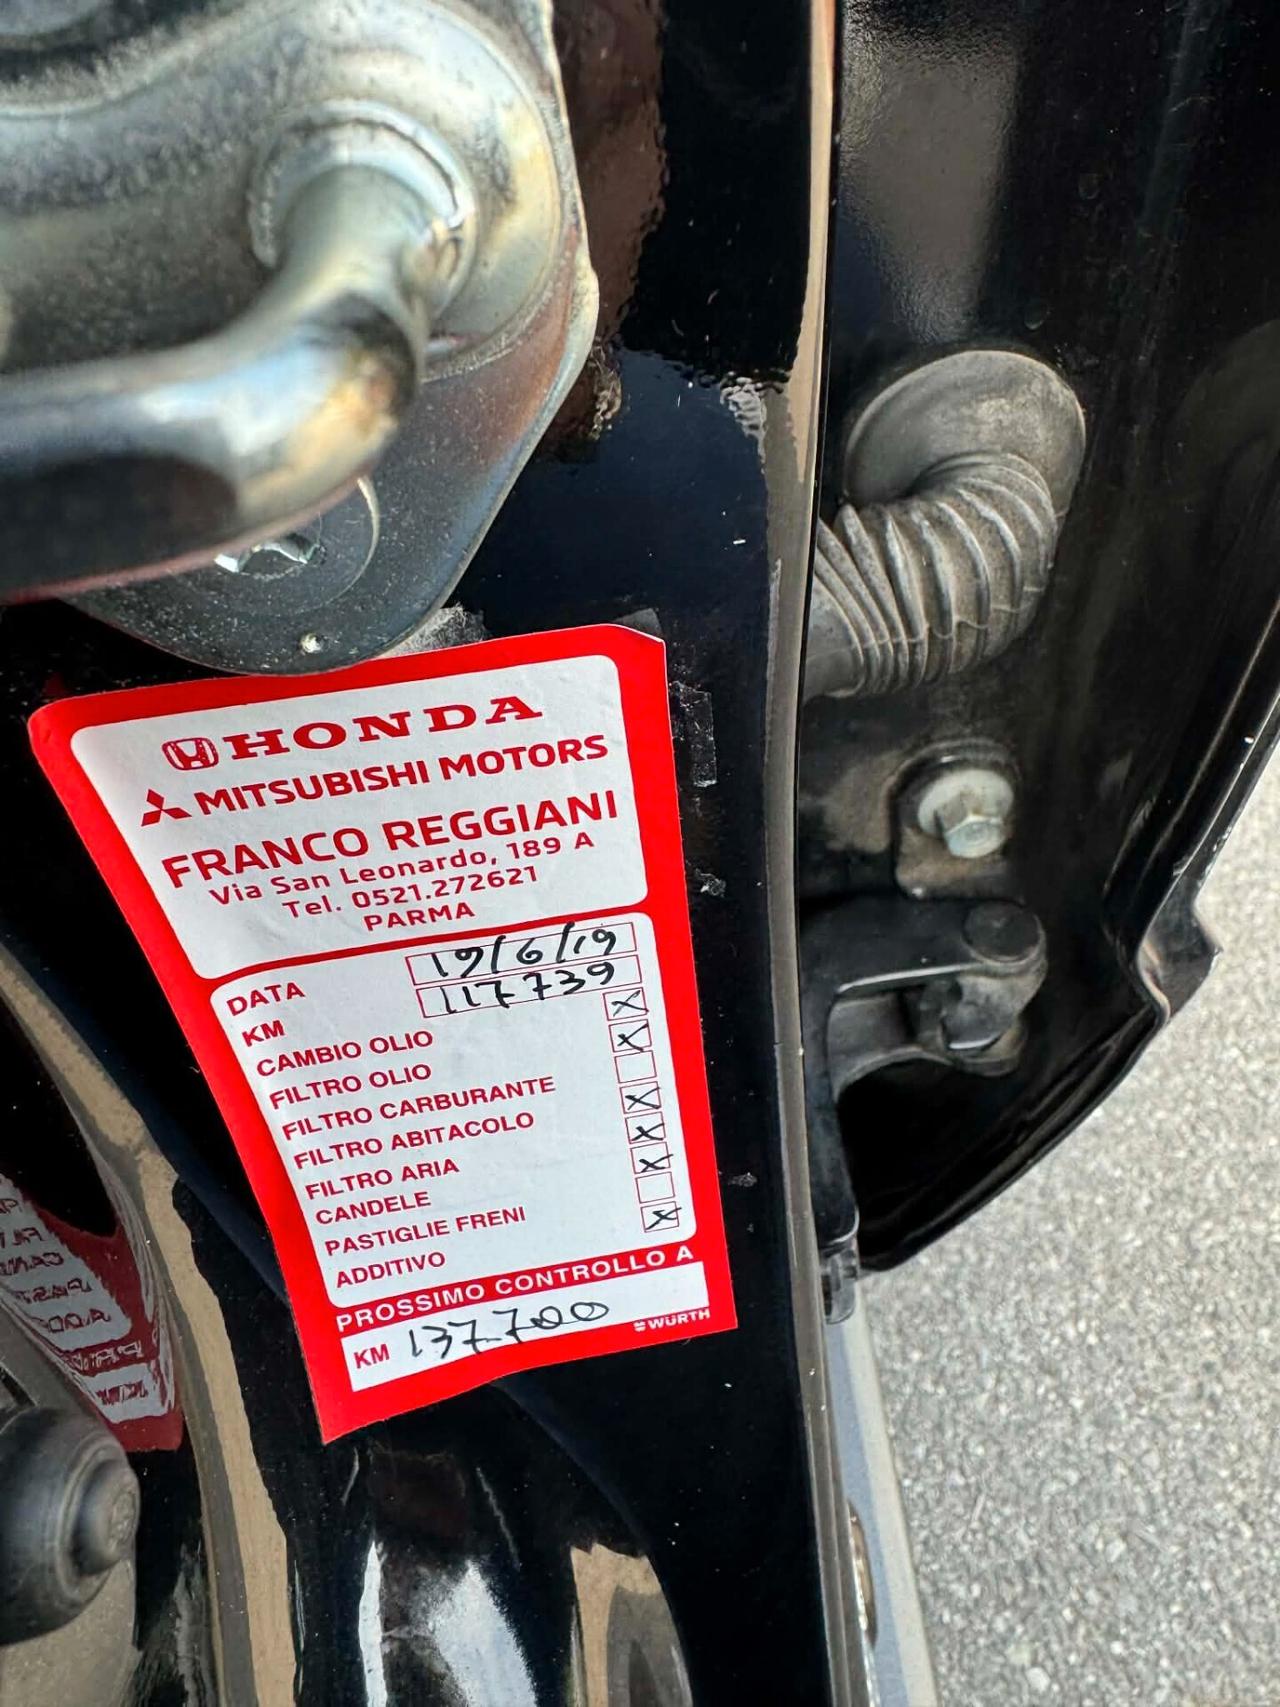 HONDA
MITSUBISHI MOTORS
FRANCO REGGIANI
Via San Leonardo, 189 A
Tel. 0521.272621
PARMA
DATA 19/6/19
KM 117739
CAMBIO OLIO X
FILTRO OLIO X
FILTRO CARBURANTE
FILTRO ABITACOLO X
FILTRO ARIA X
CANDELE X
PASTIGLIE FRENI
ADDITIVO X
PROSSIMO CONTROLLO A
KM 137700
WÜRTH